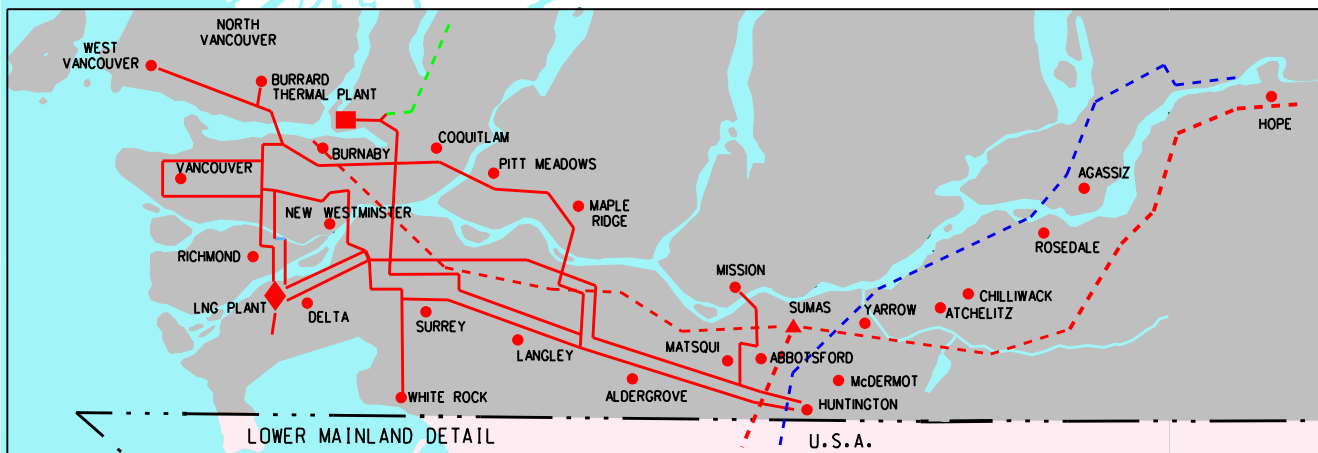 NORTH
VANCOUVER
WEST
VANCOUVER
BURRARD
THERMAL PLANT
COQUITLAM
BURNABY
PITT MEADOWS
VANCOUVER
AGASSIZ
HOPE
NEW WESTMINSTER
MAPLE
RIDGE
ROSEDALE
RICHMOND
MISSION
LNG PLANT
DELTA
SURREY
SUMAS
YARROW
CHILLIWACK
ATCHELITZ
LANGLEY
MATSQUI
ABBOTSFORD
McDERMOT
ALDERGROVE
WHITE ROCK
HUNTINGTON
LOWER MAINLAND DETAIL
U.S.A.